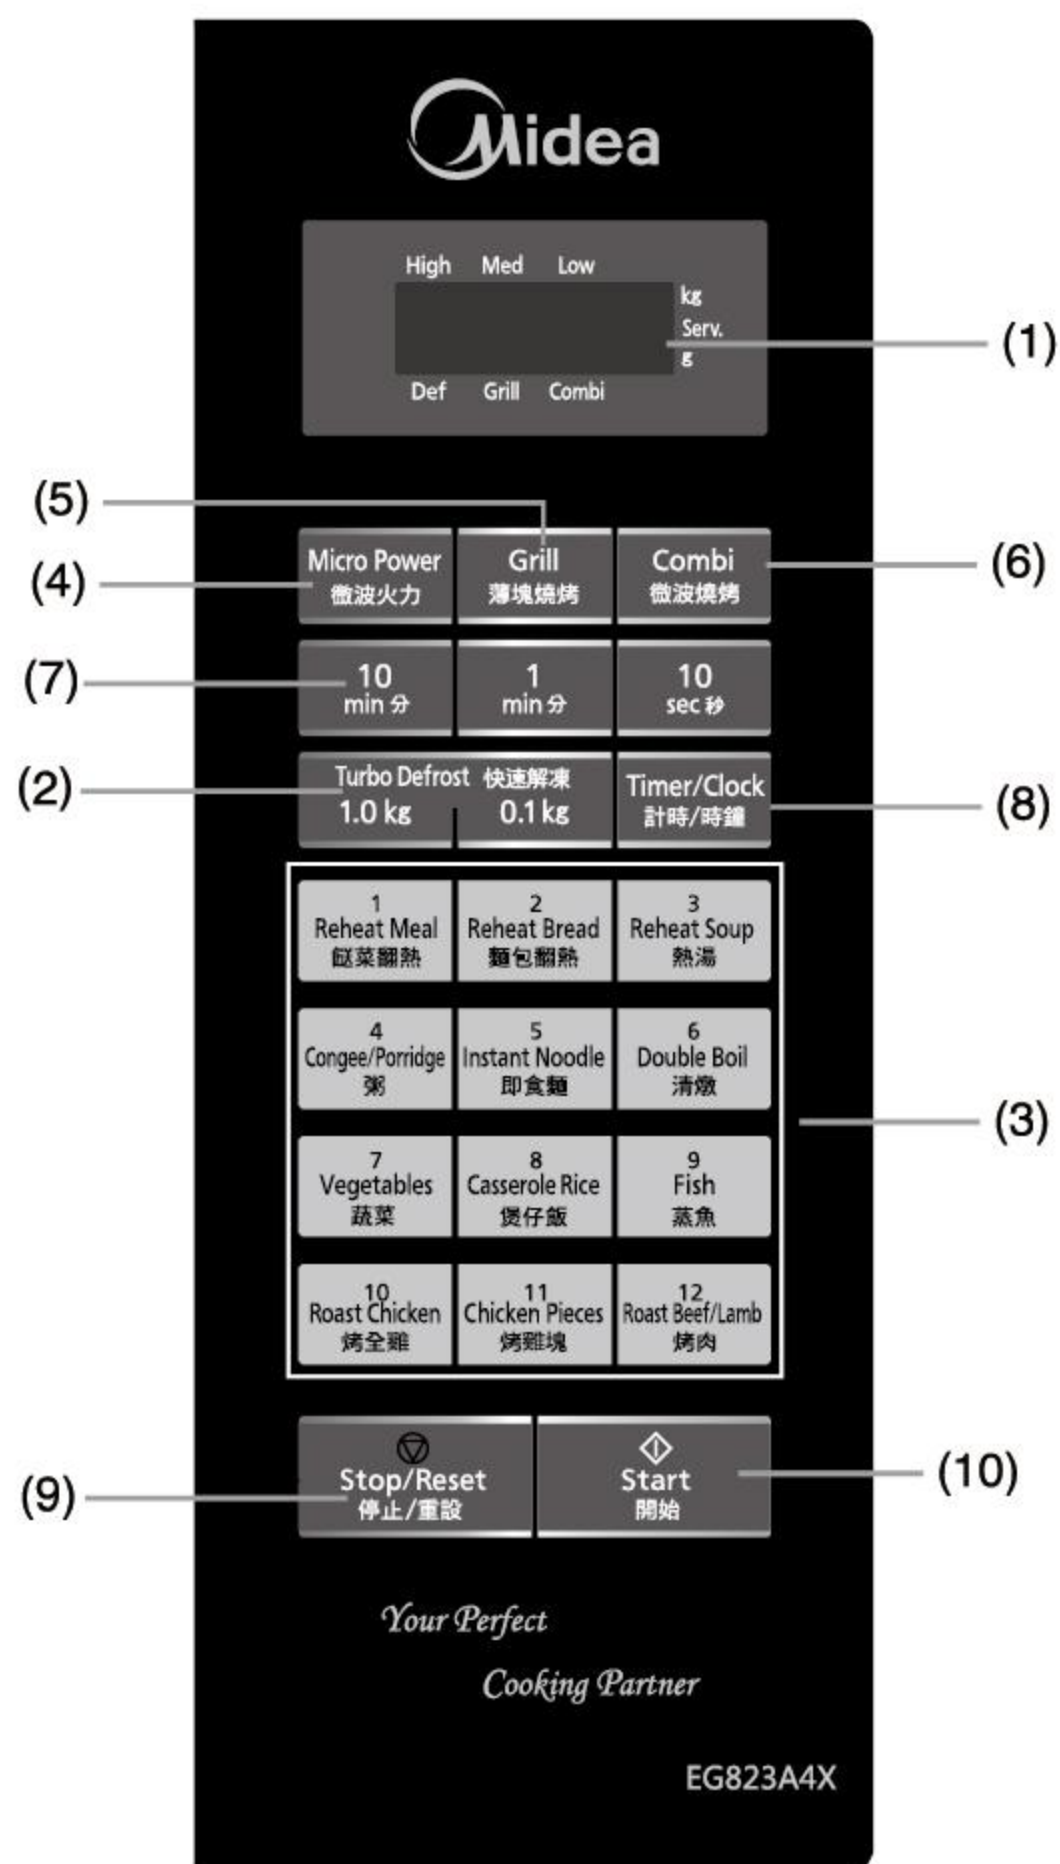 Midea
High Med Low
kg
Serv.
g
(1)
Def Grill Combi
(5)
(4)
Micro Power
微波火力
Grill
薄塊燒烤
Combi
微波燒烤
(6)
(7)
10
min 分
1
min 分
10
sec 秒
(2)
Turbo Defrost 快速解凍
1.0 kg 0.1 kg
Timer/Clock
計時/時鐘
(8)
1
Reheat Meal
餸菜翻熱
2
Reheat Bread
麵包翻熱
3
Reheat Soup
熱湯
4
Congee/Porridge
粥
5
Instant Noodle
即食麵
6
Double Boil
清燉
(3)
7
Vegetables
蔬菜
8
Casserole Rice
煲仔飯
9
Fish
蒸魚
10
Roast Chicken
烤全雞
11
Chicken Pieces
烤雞塊
12
Roast Beef/Lamb
烤肉
(9)
Stop/Reset
停止/重設
Start
開始
(10)
Your Perfect
Cooking Partner
EG823A4X